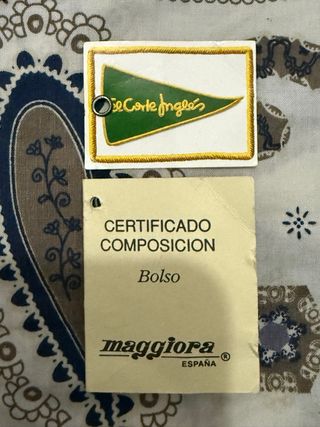 El Corte Inglés
CERTIFICADO
COMPOSICION
Bolso
maggiora ®
ESPAÑA